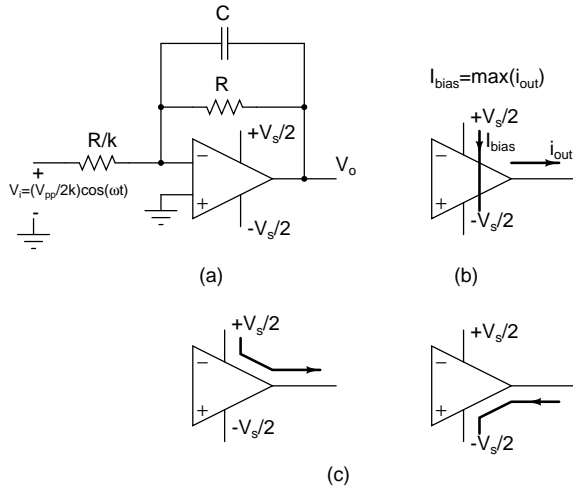 C
R
R/k
+V_s/2
−
+
V_o
+
V_i=(V_pp/2k)cos(ωt)
-
-V_s/2
(a)
I_bias=max(i_out)
+V_s/2
I_bias
i_out
−
+
-V_s/2
(b)
+V_s/2
−
+
-V_s/2
+V_s/2
−
+
-V_s/2
(c)